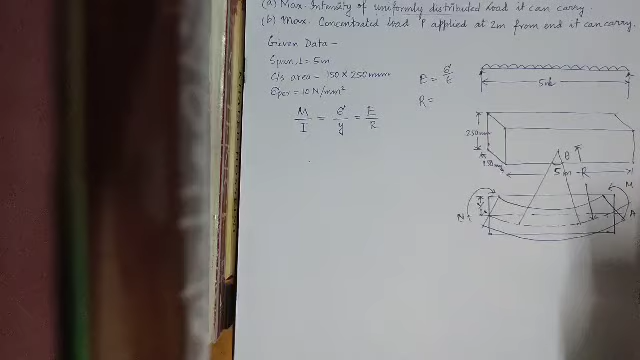 (a) Max. Intensity of uniformly distributed load it can carry.
(b) Max. Concentrated load P applied at 2m from end it can carry.
Given Data -
Span, L = 5m
C/s area - 150 × 250 mm
σper = 10 N/mm²
M/I = σ/y = E/R
E = σ/ε
R =
5m
250mm
150mm
5m
θ
R
M
N
A